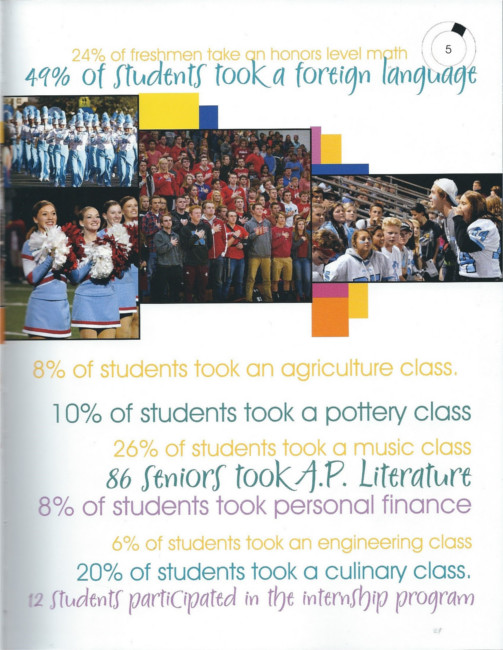 5
24% of freshmen take an honors level math
49% of students took a foreign language
8% of students took an agriculture class.
10% of students took a pottery class
26% of students took a music class
86 seniors took A.P. Literature
8% of students took personal finance
6% of students took an engineering class
20% of students took a culinary class.
12 students participated in the internship program